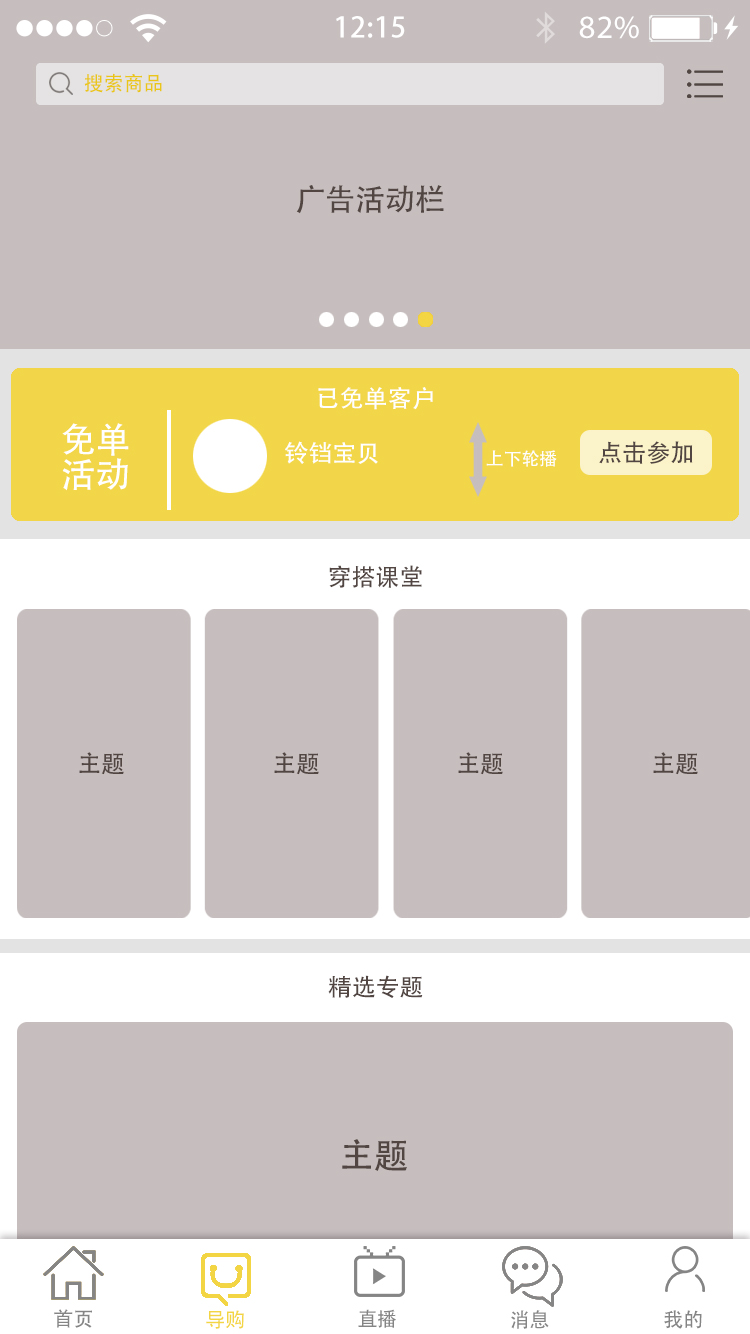 12:15
82%
搜索商品
广告活动栏
已免单客户
免单
活动
铃铛宝贝
上下轮播
点击参加
穿搭课堂
主题
主题
主题
主题
精选专题
主题
首页
导购
直播
消息
我的